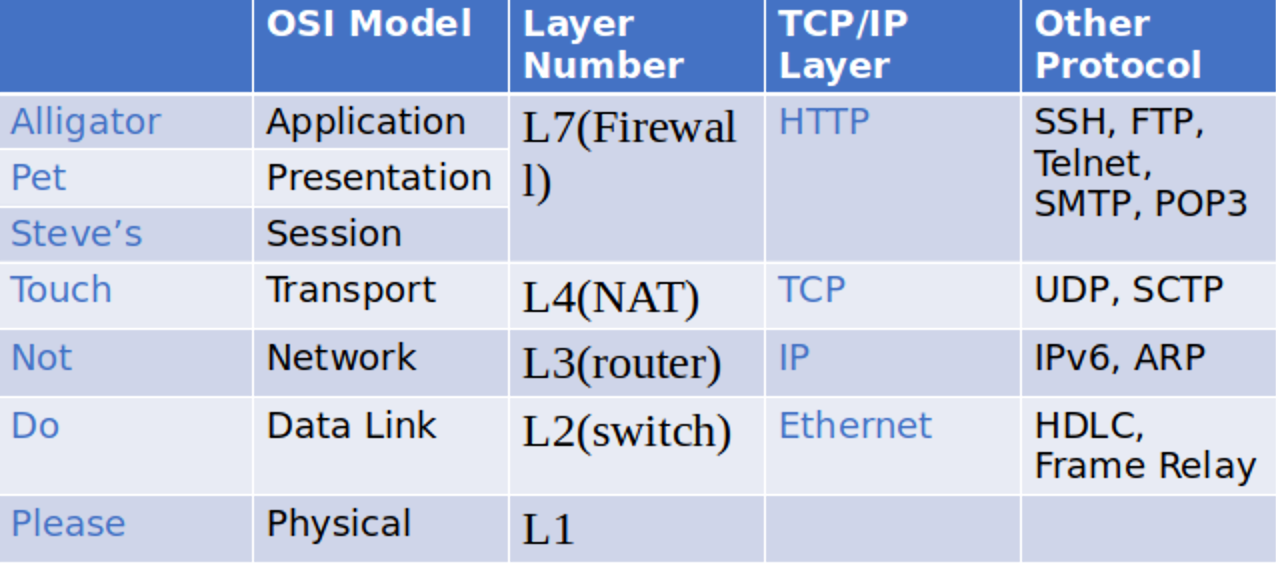 OSI Model
Layer
Number
TCP/IP
Layer
Other
Protocol
Alligator
Application
L7(Firewal
l)
HTTP
SSH, FTP,
Telnet,
SMTP, POP3
Pet
Presentation
Steve’s
Session
Touch
Transport
L4(NAT)
TCP
UDP, SCTP
Not
Network
L3(router)
IP
IPv6, ARP
Do
Data Link
L2(switch)
Ethernet
HDLC,
Frame Relay
Please
Physical
L1